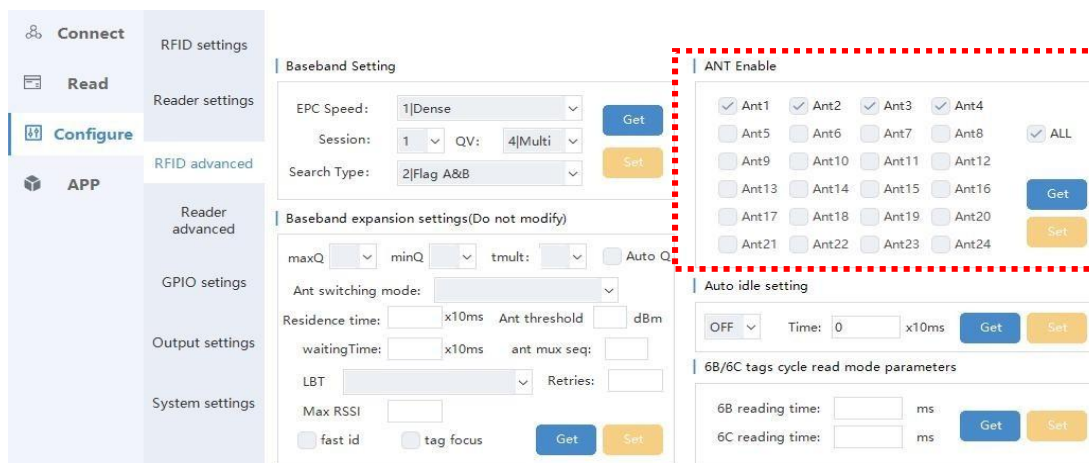 Connect
Read
Configure
APP
RFID settings
Reader settings
RFID advanced
Reader
advanced
GPIO setings
Output settings
System settings
Baseband Setting
EPC Speed: 1|Dense
Get
Session: 1 QV: 4|Multi
Set
Search Type: 2|Flag A&B
Baseband expansion settings(Do not modify)
maxQ minQ tmult: Auto Q
Ant switching mode:
Residence time: x10ms Ant threshold dBm
waitingTime: x10ms ant mux seq:
LBT Retries:
Max RSSI
fast id tag focus Get Set
ANT Enable
Ant1 Ant2 Ant3 Ant4
Ant5 Ant6 Ant7 Ant8 ALL
Ant9 Ant10 Ant11 Ant12
Ant13 Ant14 Ant15 Ant16 Get
Ant17 Ant18 Ant19 Ant20
Set
Ant21 Ant22 Ant23 Ant24
Auto idle setting
OFF Time: 0 x10ms Get Set
6B/6C tags cycle read mode parameters
6B reading time: ms
Get Set
6C reading time: ms